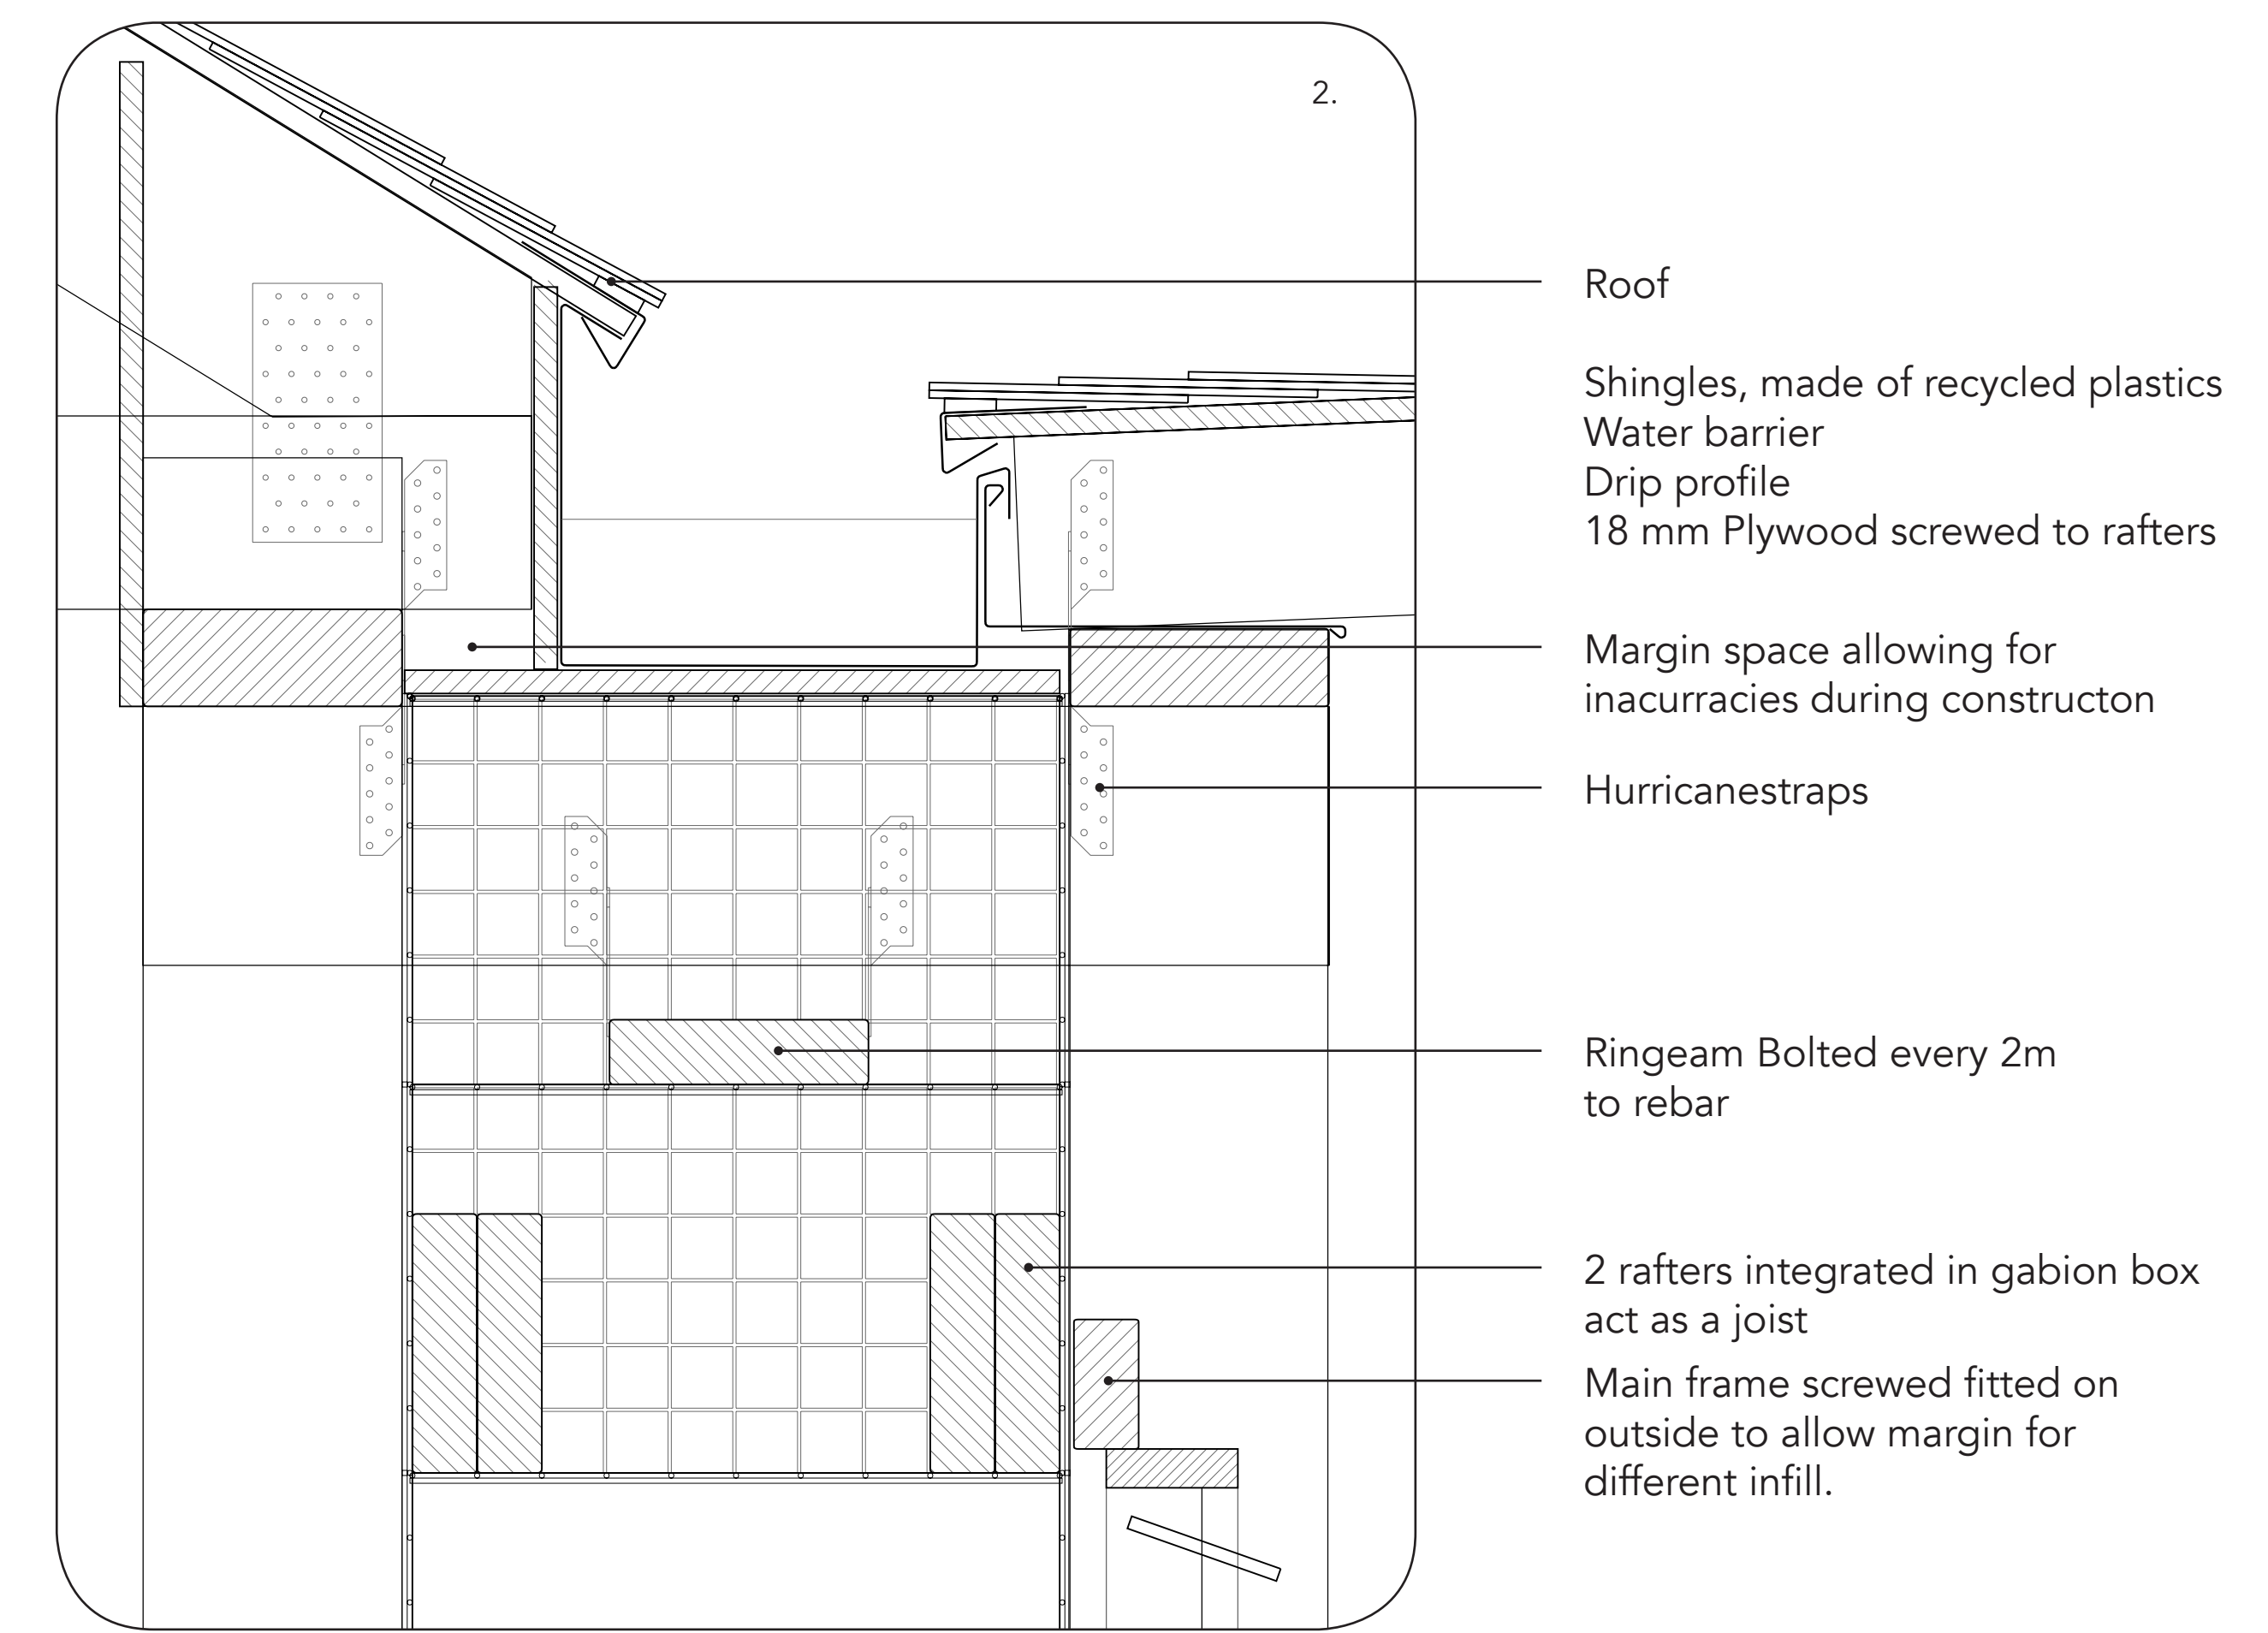 2.
Roof
Shingles, made of recycled plastics
Water barrier
Drip profile
18 mm Plywood screwed to rafters
Margin space allowing for
inacurracies during constructon
Hurricanestraps
Ringeam Bolted every 2m
to rebar
2 rafters integrated in gabion box
act as a joist
Main frame screwed fitted on
outside to allow margin for
different infill.